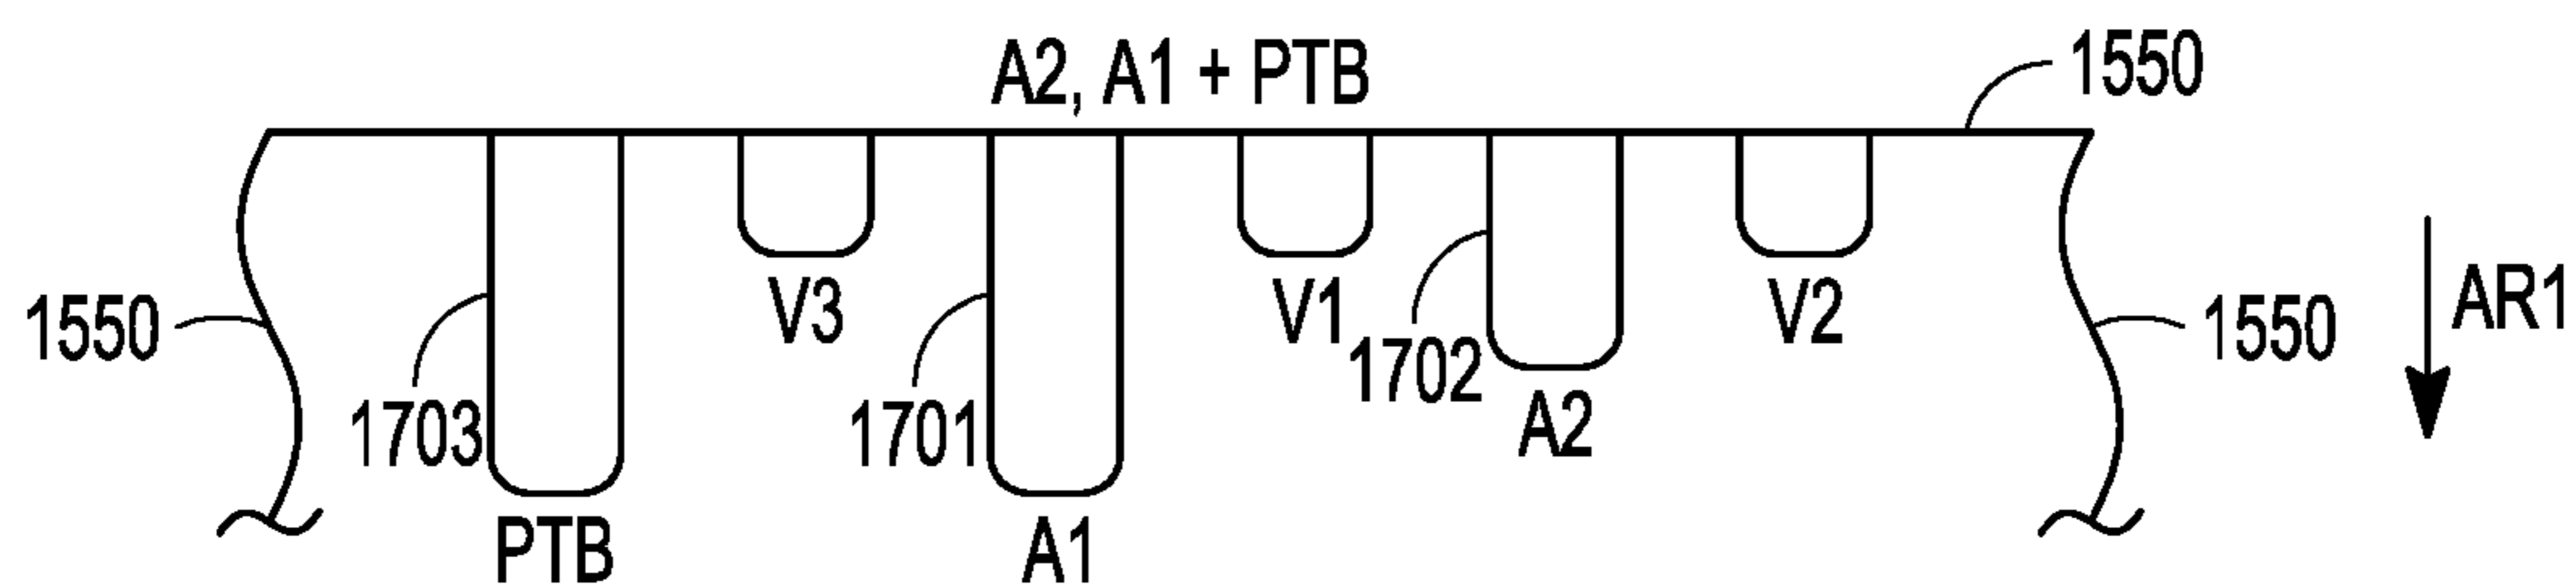 A2, A1 + PTB
1550
1550
V3
V1
V2
1550
AR1
1703
1701
1702
A2
PTB
A1